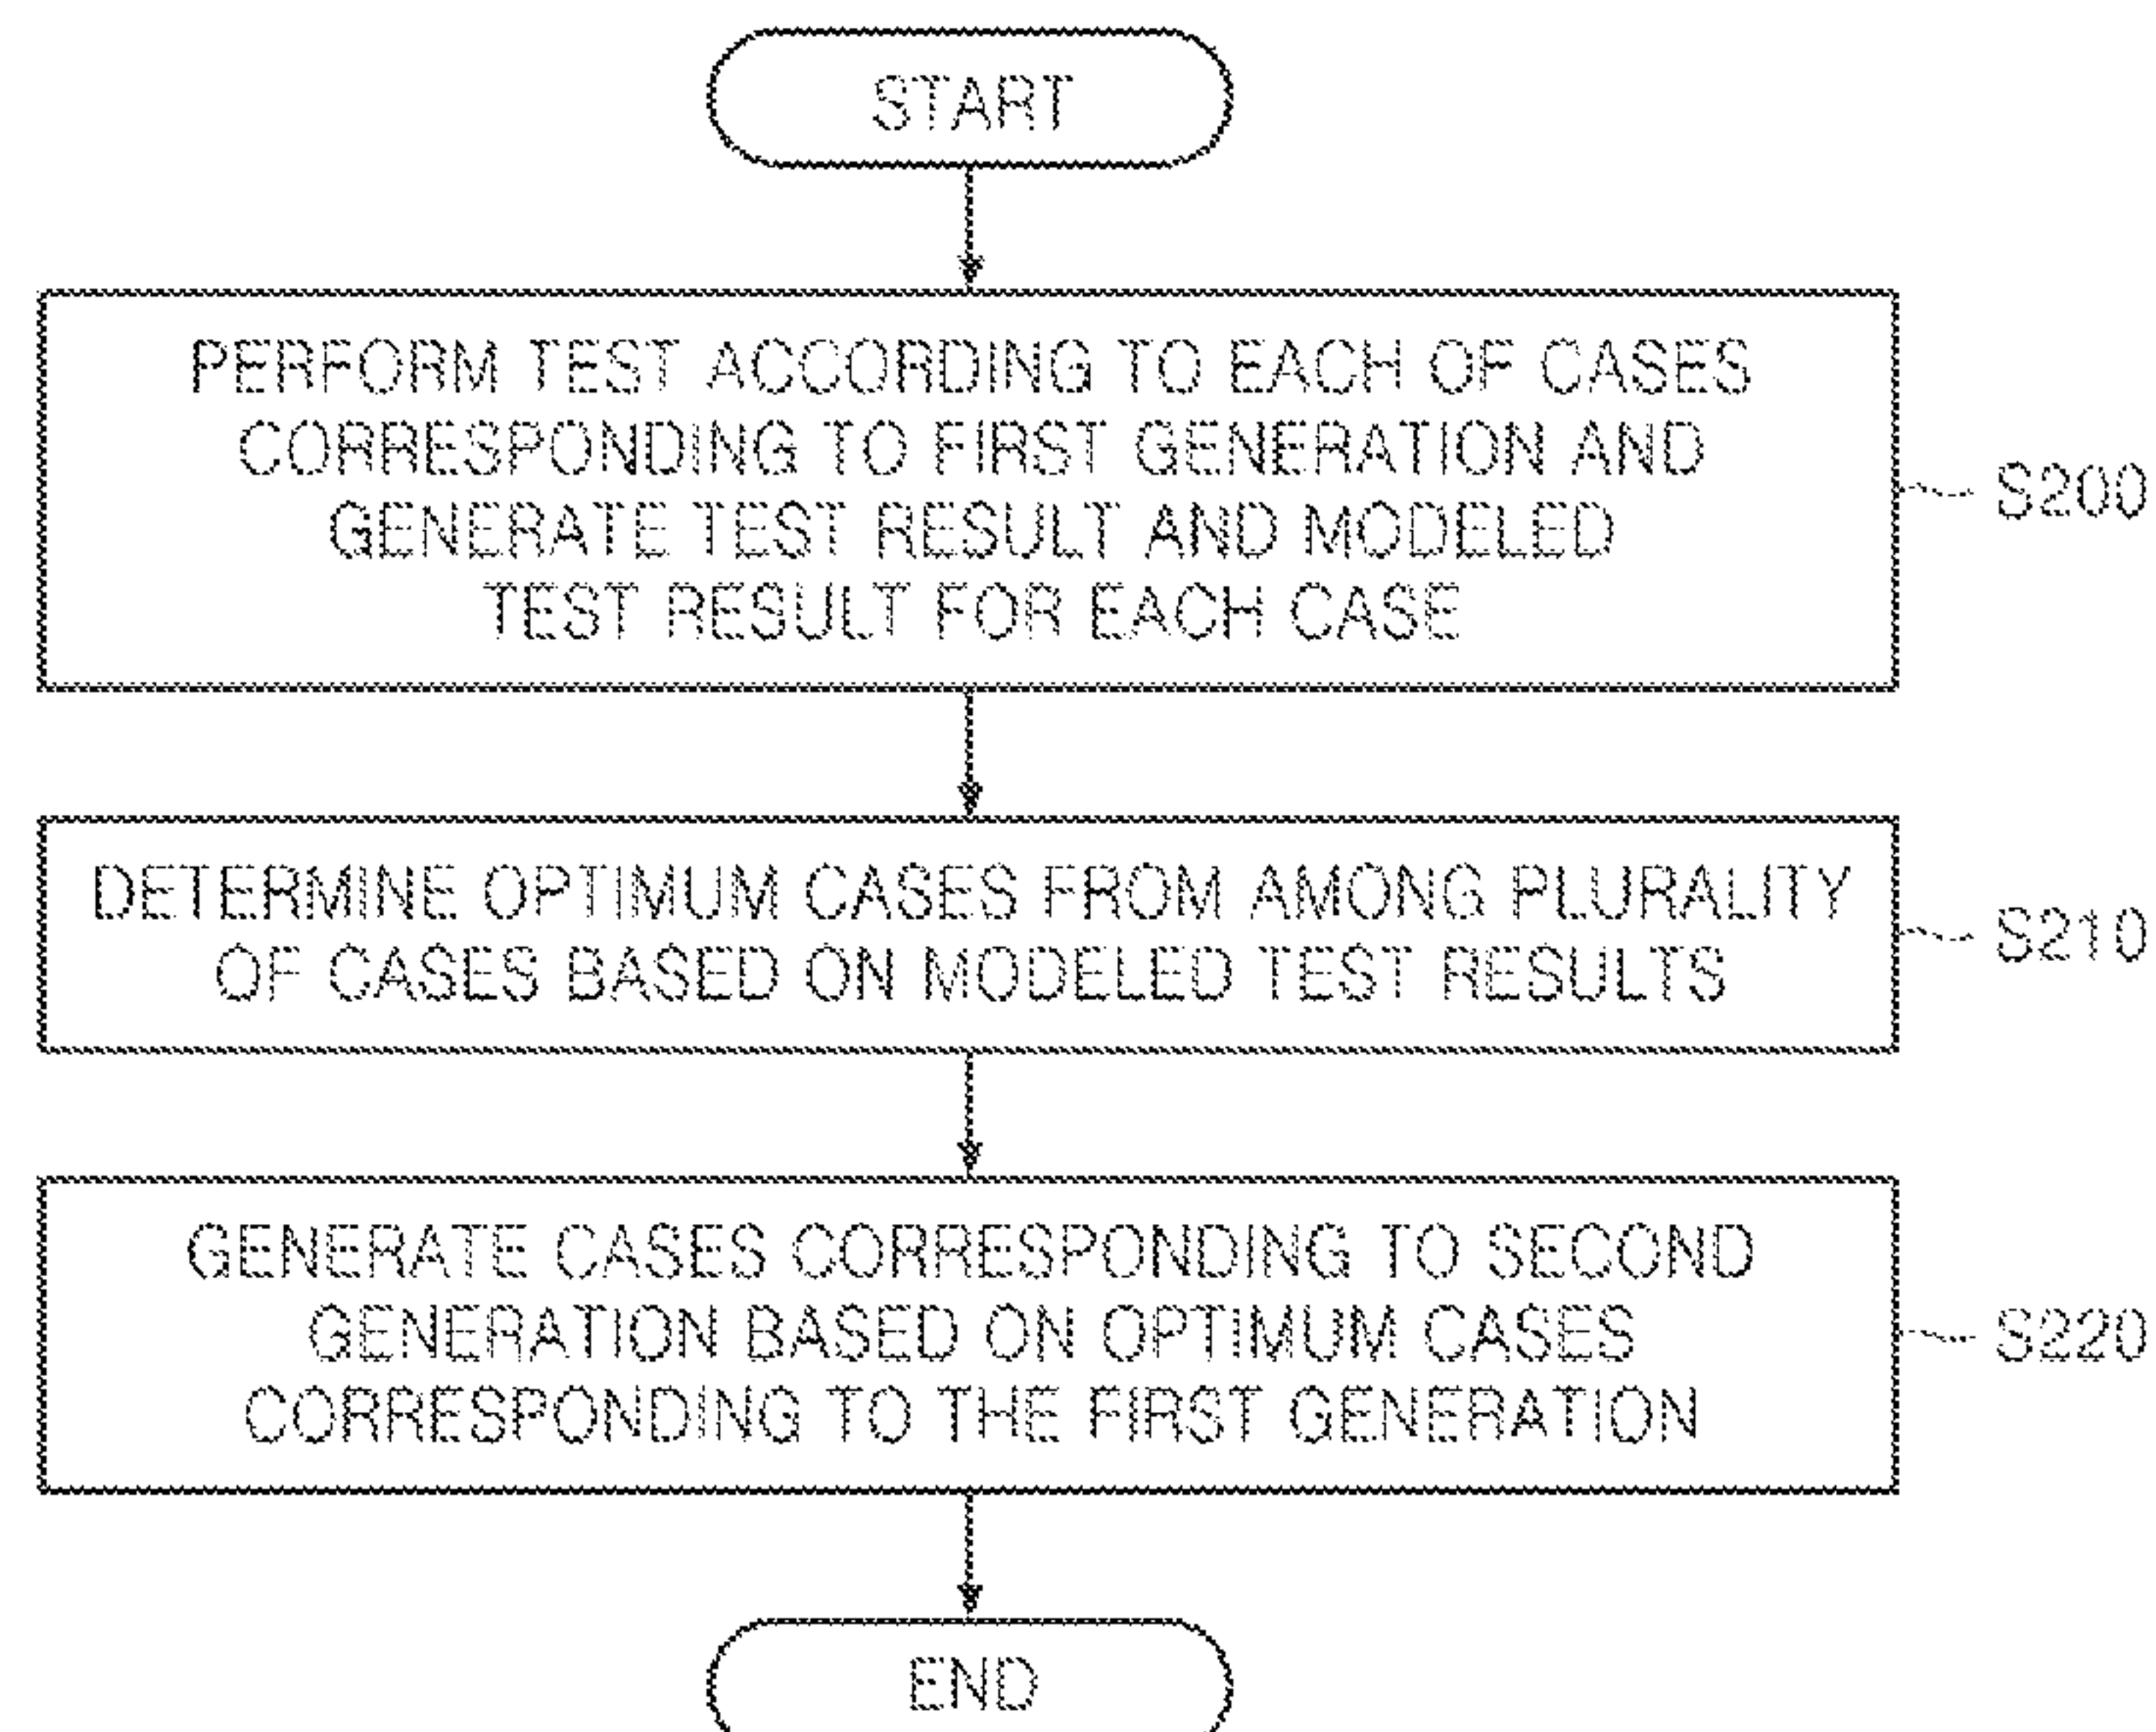 START
PERFORM TEST ACCORDING TO EACH OF CASES
CORRESPONDING TO FIRST GENERATION AND
GENERATE TEST RESULT AND MODELED
TEST RESULT FOR EACH CASE
S200
DETERMINE OPTIMUM CASES FROM AMONG PLURALITY
OF CASES BASED ON MODELED TEST RESULTS
S210
GENERATE CASES CORRESPONDING TO SECOND
GENERATION BASED ON OPTIMUM CASES
CORRESPONDING TO THE FIRST GENERATION
S220
END